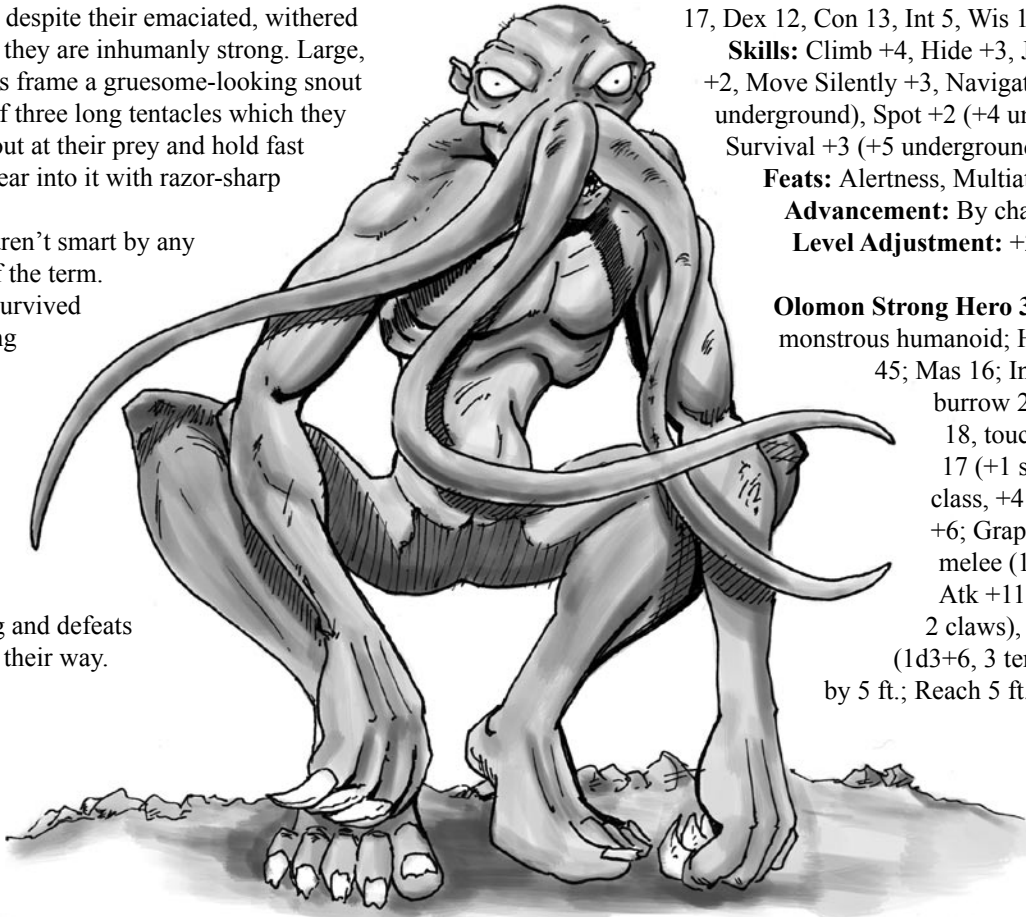 despite their emaciated, withered
they are inhumanly strong. Large,
s frame a gruesome-looking snout
f three long tentacles which they
out at their prey and hold fast
ear into it with razor-sharp
ren’t smart by any
f the term.
urvived
ng
g and defeats
their way.
17, Dex 12, Con 13, Int 5, Wis 1
Skills: Climb +4, Hide +3, J
+2, Move Silently +3, Navigat
underground), Spot +2 (+4 un
Survival +3 (+5 underground
Feats: Alertness, Multiat
Advancement: By cha
Level Adjustment: +
Olomon Strong Hero 3
monstrous humanoid; H
45; Mas 16; In
burrow 2
18, touc
17 (+1 s
class, +4
+6; Grap
melee (1
Atk +11
2 claws),
(1d3+6, 3 ten
by 5 ft.; Reach 5 ft.